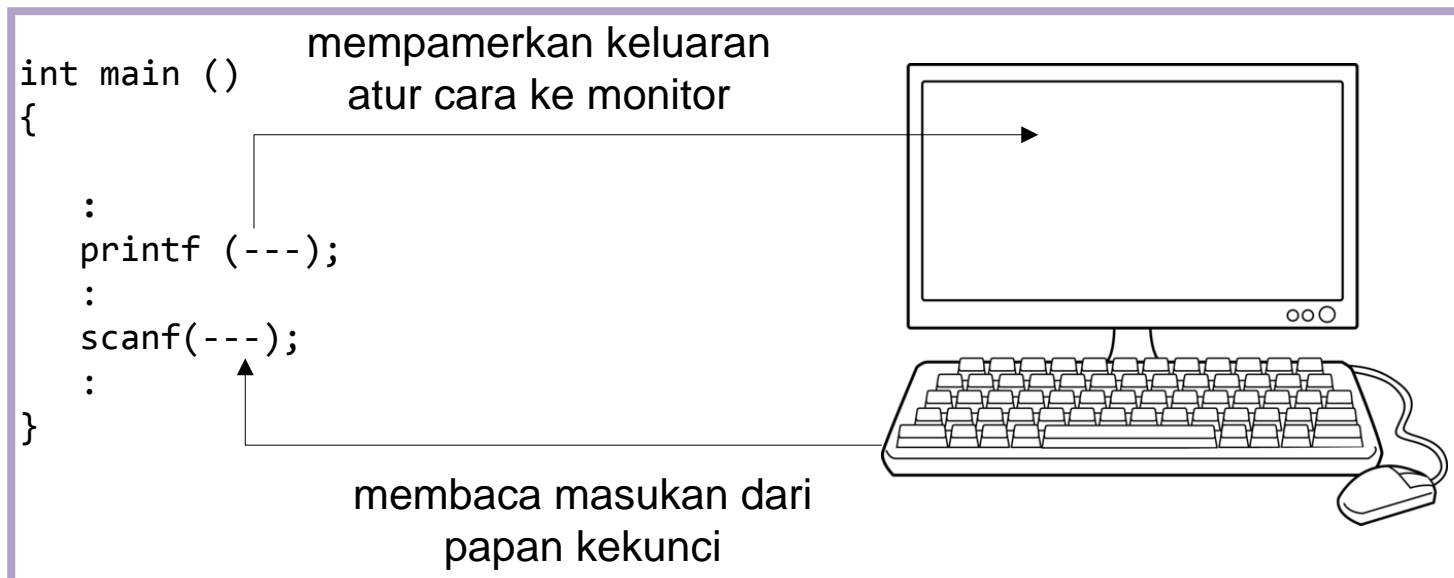 mempamerkan keluaran
atur cara ke monitor
int main ()
{
:
printf (---);
:
scanf(---);
:
}
membaca masukan dari
papan kekunci